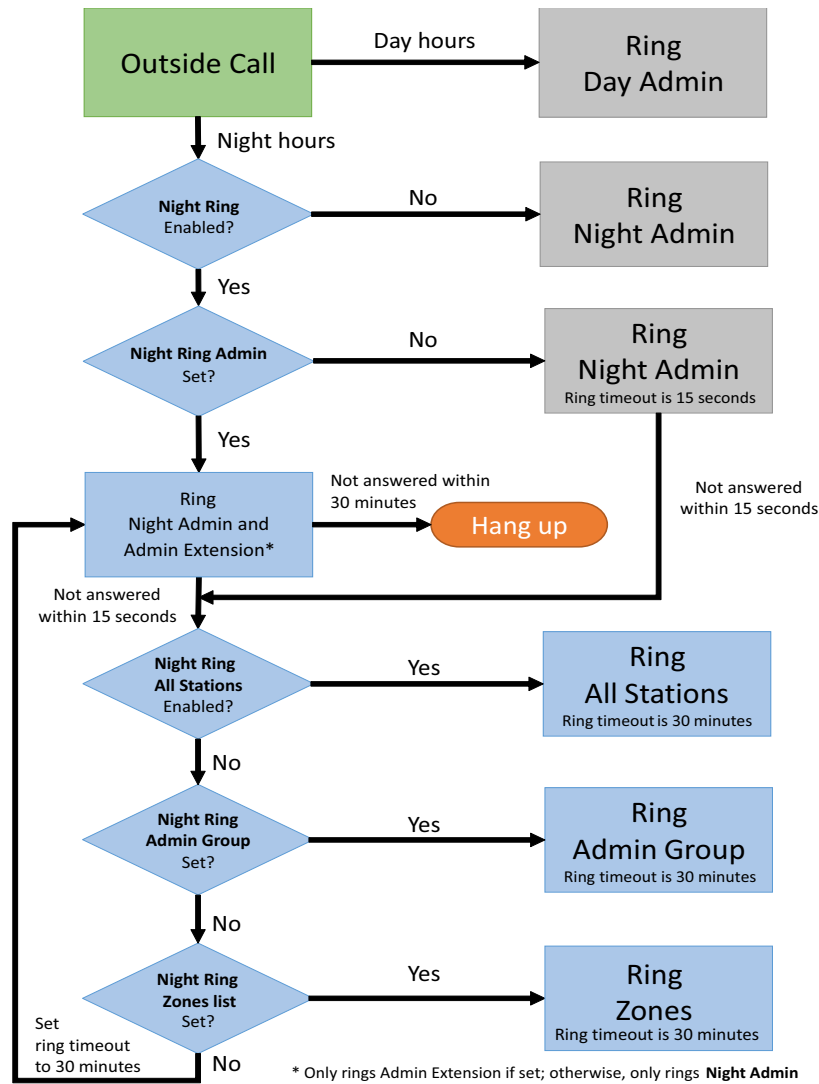 Outside Call
Day hours
Ring
Day Admin
Night hours
Night Ring
Enabled?
No
Ring
Night Admin
Yes
Night Ring Admin
Set?
No
Ring
Night Admin
Ring timeout is 15 seconds
Yes
Ring
Night Admin and
Admin Extension*
Not answered within
30 minutes
Hang up
Not answered
within 15 seconds
Not answered
within 15 seconds
Night Ring
All Stations
Enabled?
Yes
Ring
All Stations
Ring timeout is 30 minutes
No
Night Ring
Admin Group
Set?
Yes
Ring
Admin Group
Ring timeout is 30 minutes
No
Night Ring
Zones list
Set?
Yes
Ring
Zones
Ring timeout is 30 minutes
Set
ring timeout
to 30 minutes
No
* Only rings Admin Extension if set; otherwise, only rings Night Admin